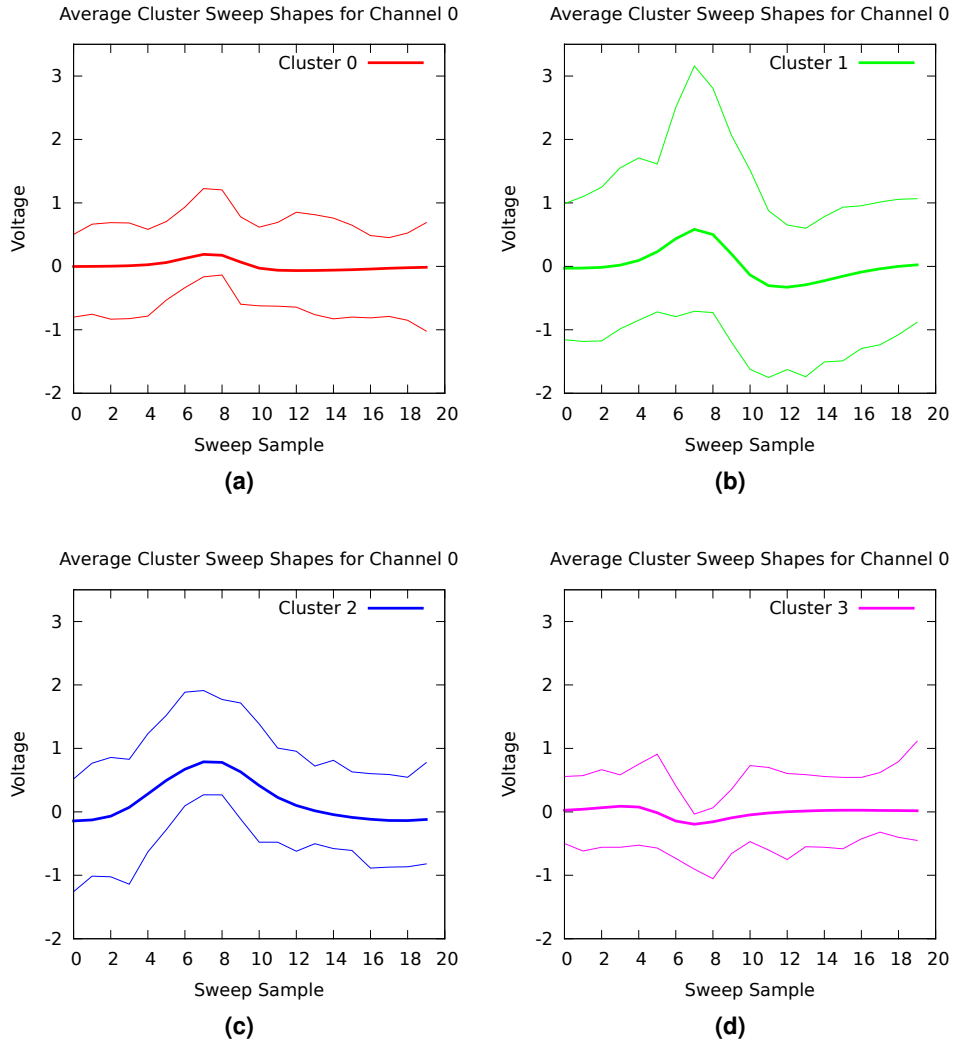 Average Cluster Sweep Shapes for Channel 0
Cluster 0
Voltage
3
2
1
0
-1
-2
0 2 4 6 8 10 12 14 16 18 20
Sweep Sample
(a)
Average Cluster Sweep Shapes for Channel 0
Cluster 1
Voltage
3
2
1
0
-1
-2
0 2 4 6 8 10 12 14 16 18 20
Sweep Sample
(b)
Average Cluster Sweep Shapes for Channel 0
Cluster 2
Voltage
3
2
1
0
-1
-2
0 2 4 6 8 10 12 14 16 18 20
Sweep Sample
(c)
Average Cluster Sweep Shapes for Channel 0
Cluster 3
Voltage
3
2
1
0
-1
-2
0 2 4 6 8 10 12 14 16 18 20
Sweep Sample
(d)